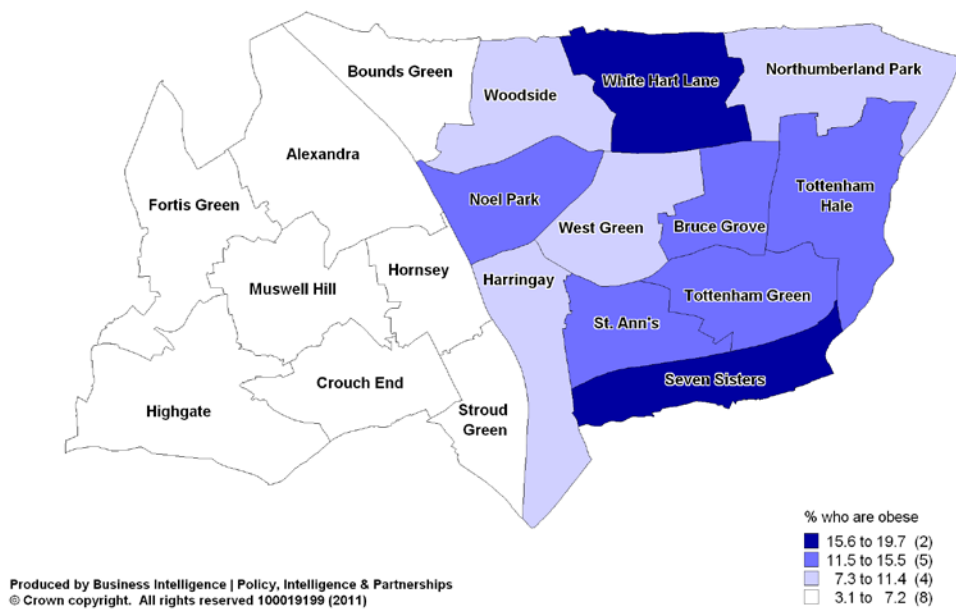 Bounds Green
White Hart Lane
Northumberland Park
Woodside
Alexandra
Tottenham
Hale
Noel Park
Fortis Green
West Green
Bruce Grove
Hornsey
Harringay
Muswell Hill
Tottenham Green
St. Ann's
Seven Sisters
Crouch End
Highgate
Stroud
Green
% who are obese
15.6 to 19.7 (2)
11.5 to 15.5 (5)
7.3 to 11.4 (4)
3.1 to 7.2 (8)
Produced by Business Intelligence | Policy, Intelligence & Partnerships
© Crown copyright. All rights reserved 100019199 (2011)